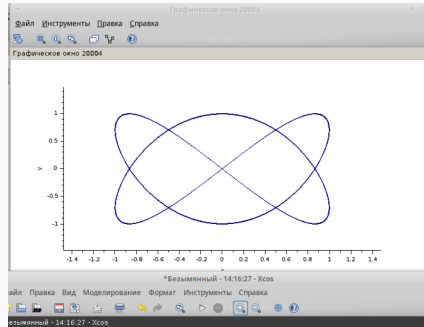 Графическое окно 20004
Файл Инструменты Правка Справка
Графическое окно 20004
1
0.5
y 0
-0.5
-1
-1.4 -1.2 -1 -0.8 -0.6 -0.4 -0.2 0 0.2 0.4 0.6 0.8 1 1.2 1.4
*Безымянный - 14:16:27 - Xcos
айл Правка Вид Моделирование Формат Инструменты Справка
езымянный - 14:16:27 - Xcos